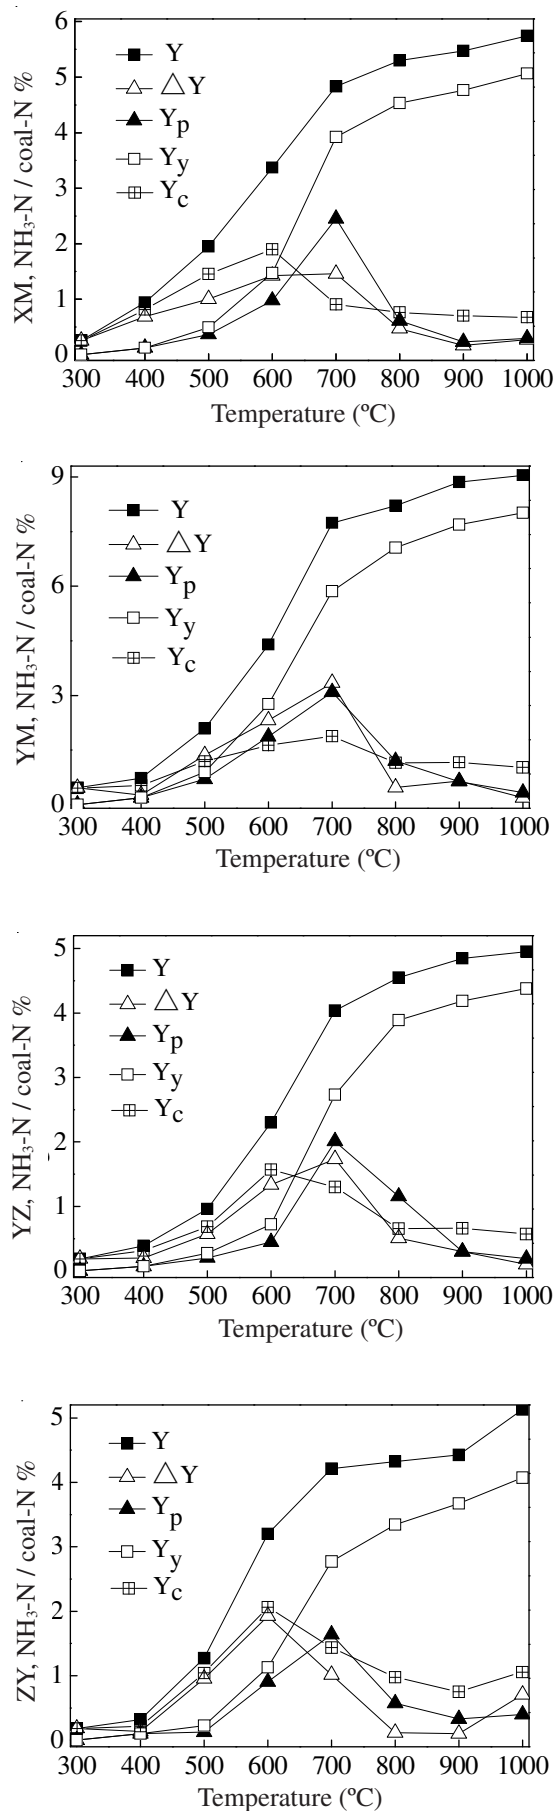 6
5
4
3
2
1
0
XM, NH₃-N / coal-N %
Y
△Y
Yp
Yy
Yc
300 400 500 600 700 800 900 1000
Temperature (ºC)
9
6
3
0
YM, NH₃-N / coal-N %
Y
△Y
Yp
Yy
Yc
300 400 500 600 700 800 900 1000
Temperature (ºC)
5
4
3
2
1
0
YZ, NH₃-N / coal-N %
Y
△Y
Yp
Yy
Yc
300 400 500 600 700 800 900 1000
Temperature (ºC)
5
4
3
2
1
0
ZY, NH₃-N / coal-N %
Y
△Y
Yp
Yy
Yc
300 400 500 600 700 800 900 1000
Temperature (ºC)